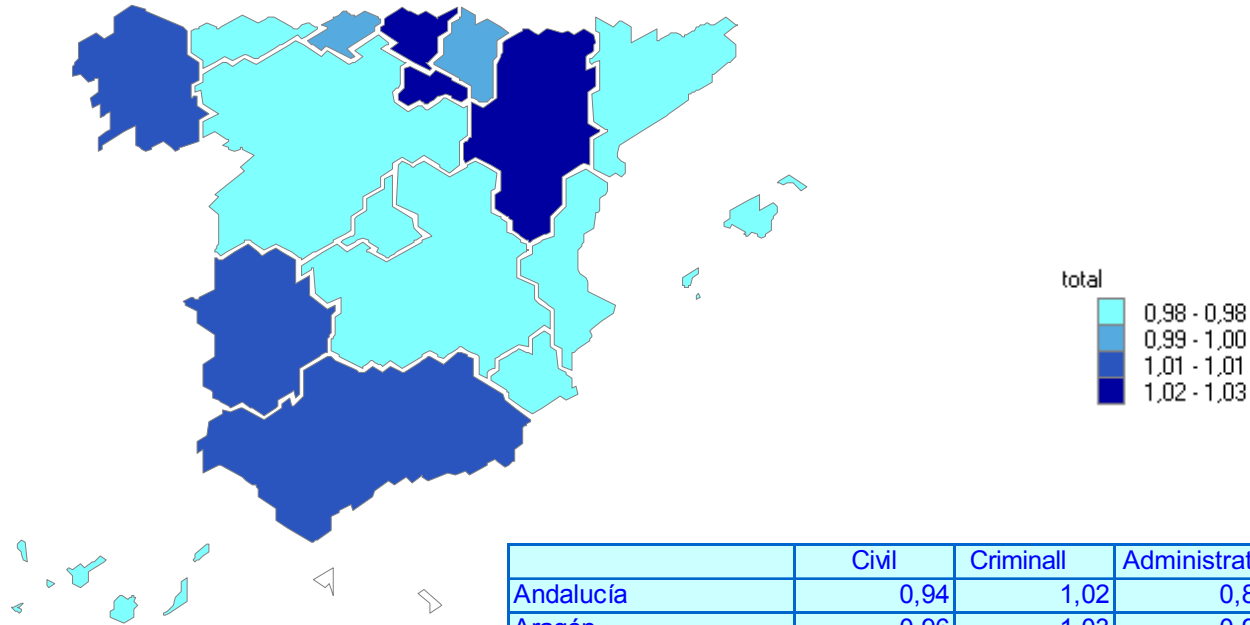 total
0,98 - 0,98
0,99 - 1,00
1,01 - 1,01
1,02 - 1,03
Civil Criminall
Andalucía 0,94 1,02